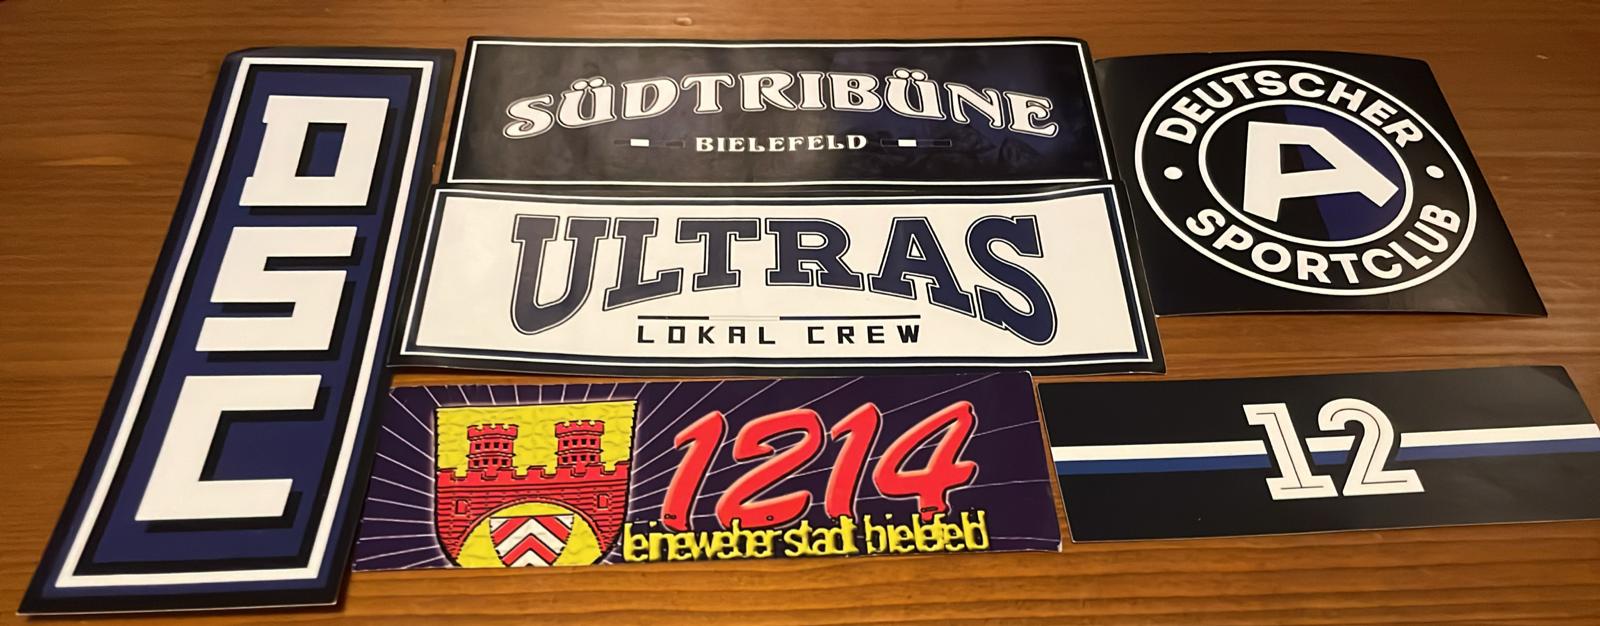 DSC
SÜDTRIBÜNE
BIELEFELD
ULTRAS
LOKAL CREW
DEUTSCHER
A
SPORTCLUB
1214
leineweber stadt bielefeld
12